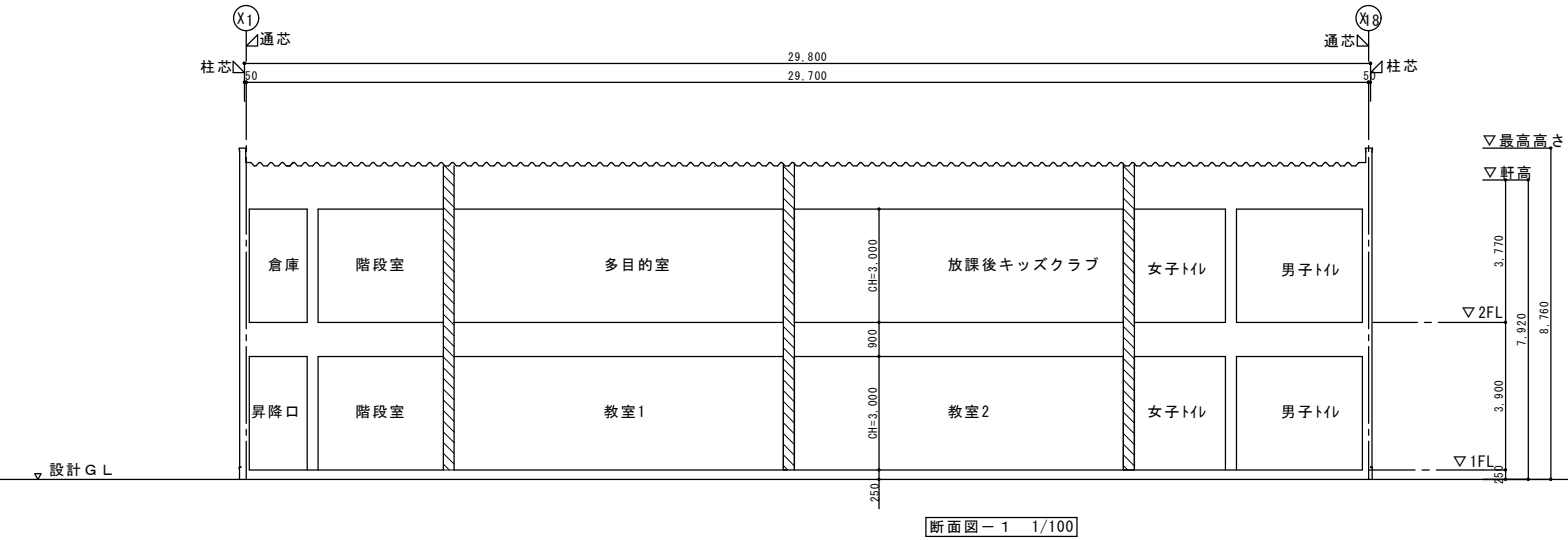 X1
X18
通芯
通芯
柱芯
柱芯
29,800
50
29,700
50
▽最高高さ
▽軒高
倉庫
階段室
多目的室
CH=3,000
放課後キッズクラブ
女子トイレ
男子トイレ
3,770
▽2FL
7,920
8,760
900
昇降口
階段室
教室1
CH=3,000
教室2
女子トイレ
男子トイレ
3,900
▽1FL
250
設計GL
250
断面図-1 1/100